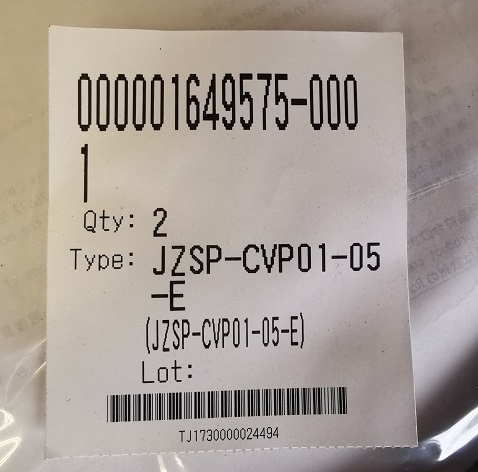 000001649575-000
1
Qty: 2
Type: JZSP-CVP01-05
-E
(JZSP-CVP01-05-E)
Lot:
TJ1730000024494